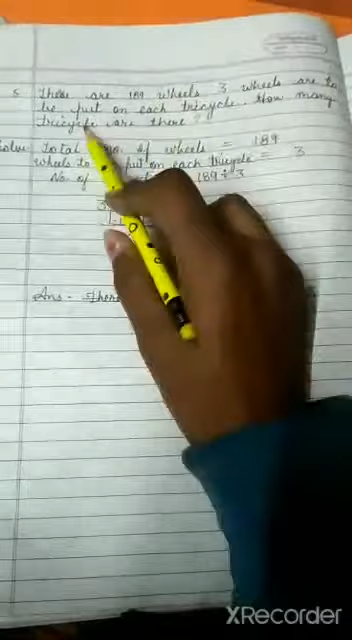 5 There are 189 wheels 3 wheels are to
be put on each tricycle. How many
tricycle are there ?
Solve Total no. of wheels = 189
wheels to put on each tricycle = 3
No. of 189 ÷ 3
3
Ans - There
XRecorder